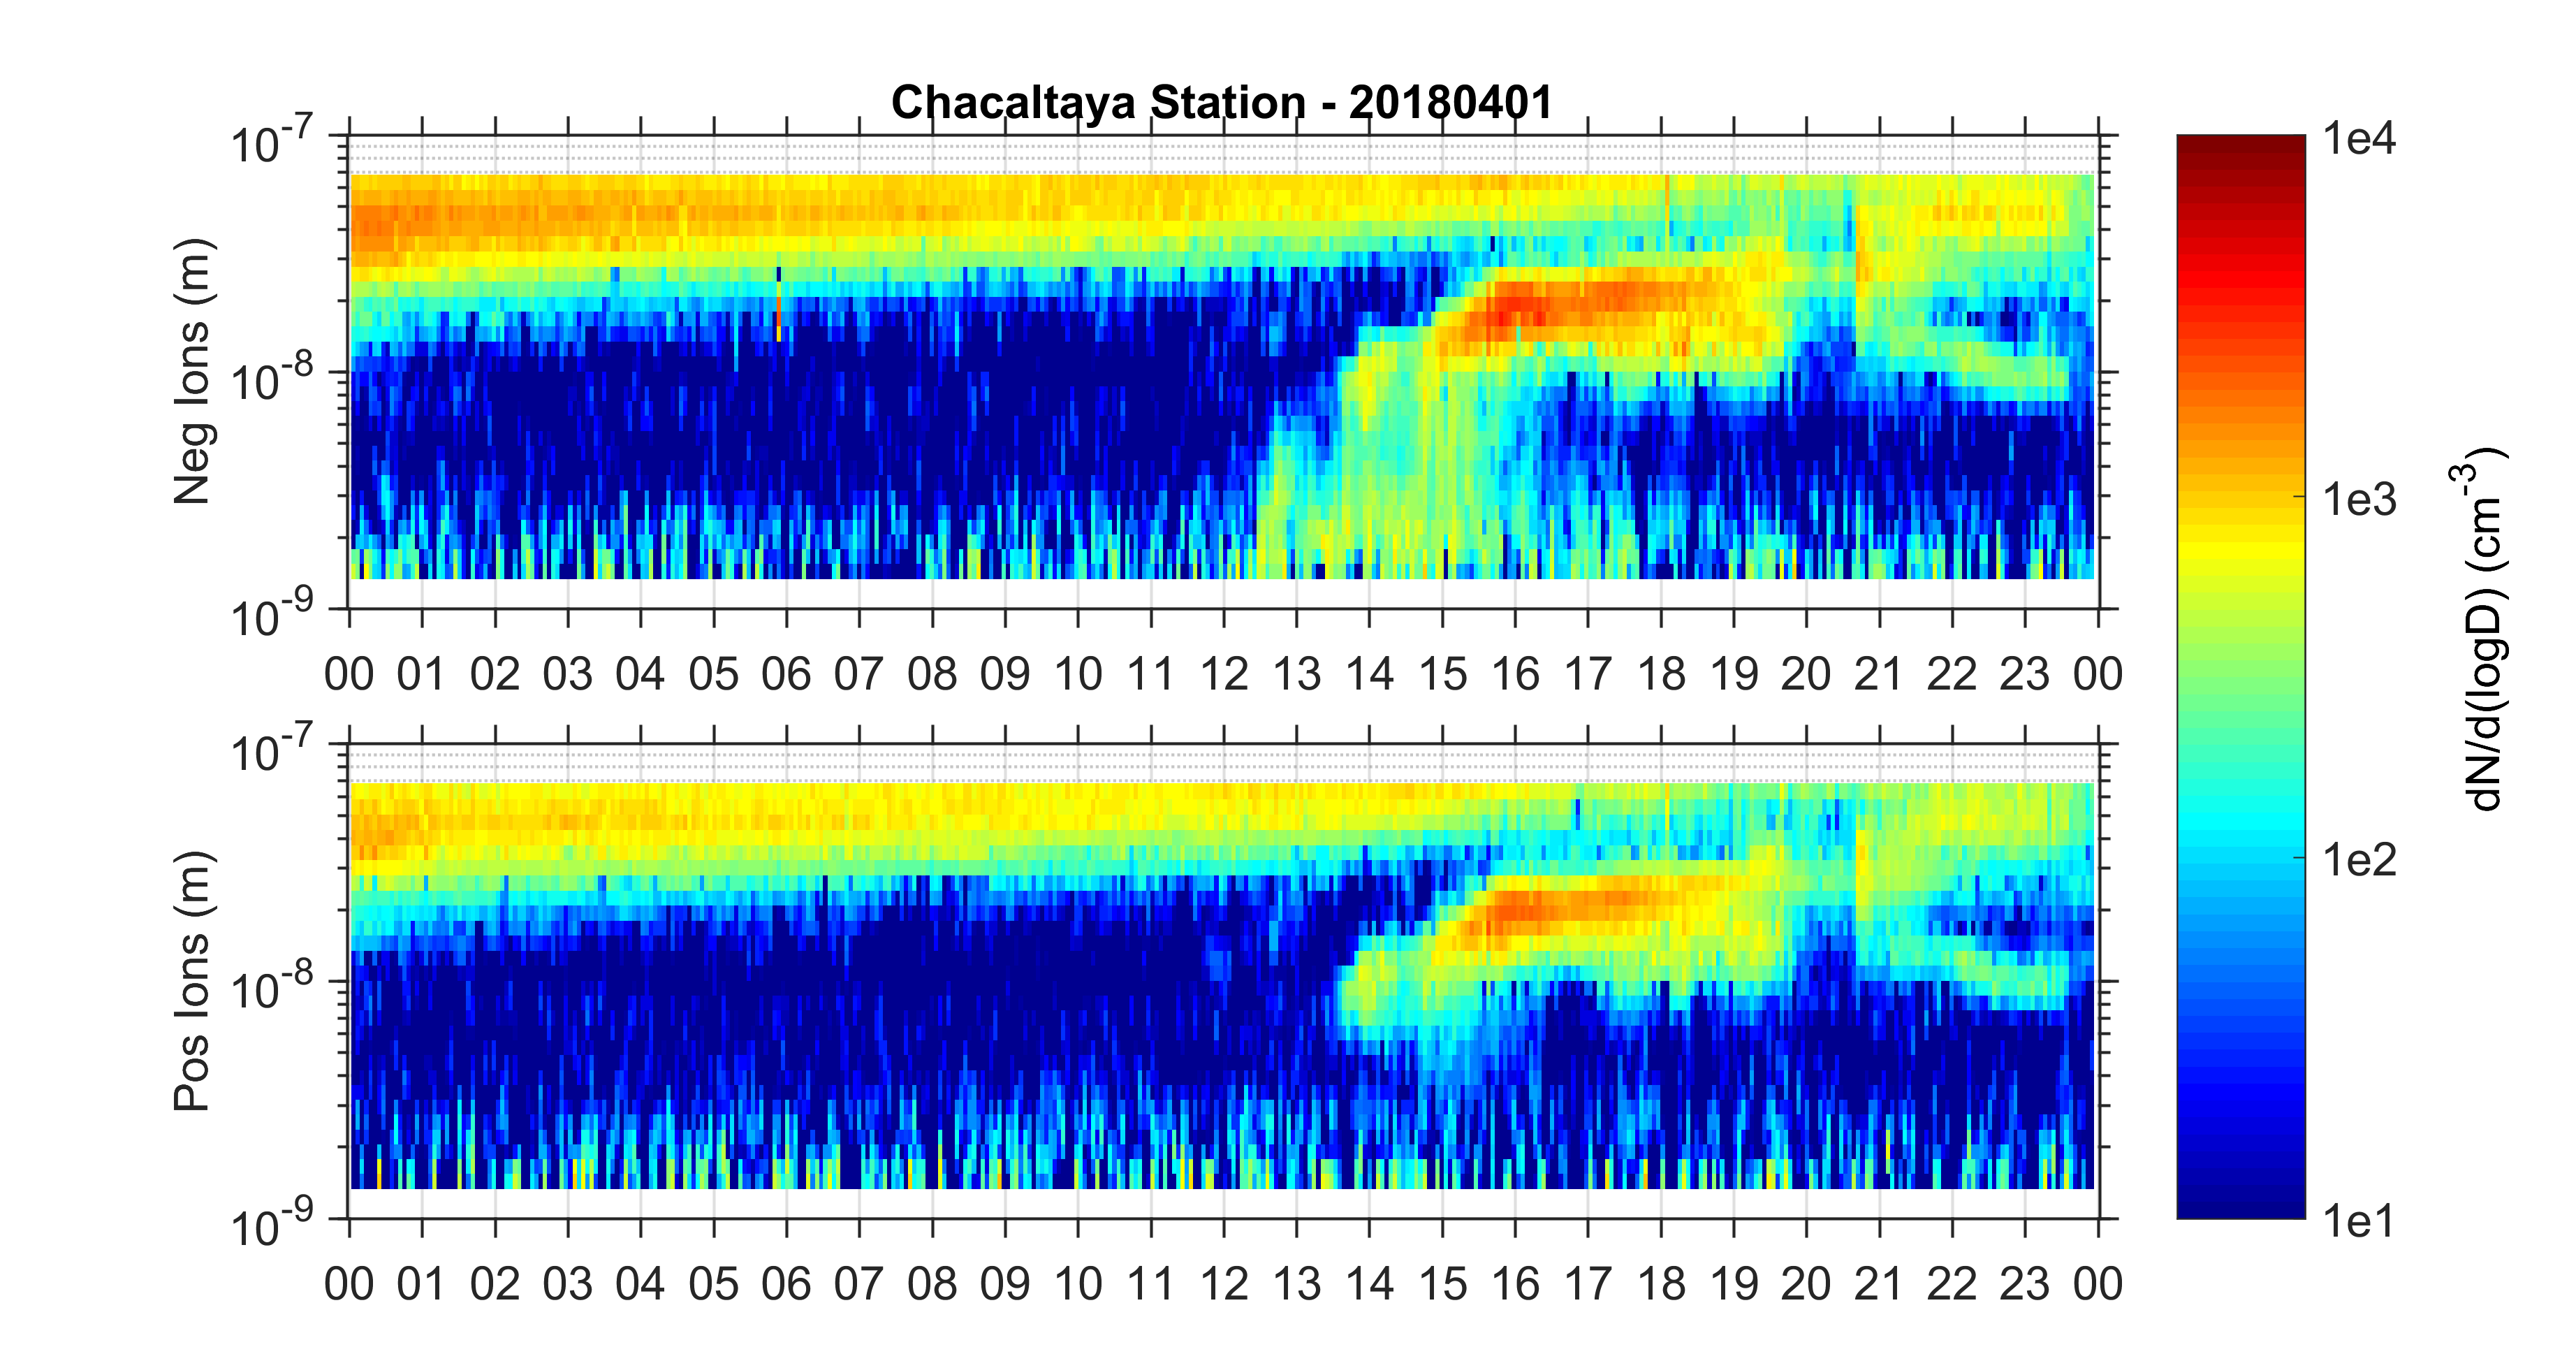 Chacaltaya Station - 20180401
10-7
10-8
10-9
Neg Ions (m)
00 01 02 03 04 05 06 07 08 09 10 11 12 13 14 15 16 17 18 19 20 21 22 23 00
10-7
10-8
10-9
Pos Ions (m)
00 01 02 03 04 05 06 07 08 09 10 11 12 13 14 15 16 17 18 19 20 21 22 23 00
1e4
1e3
1e2
1e1
dN/d(logD) (cm-3)